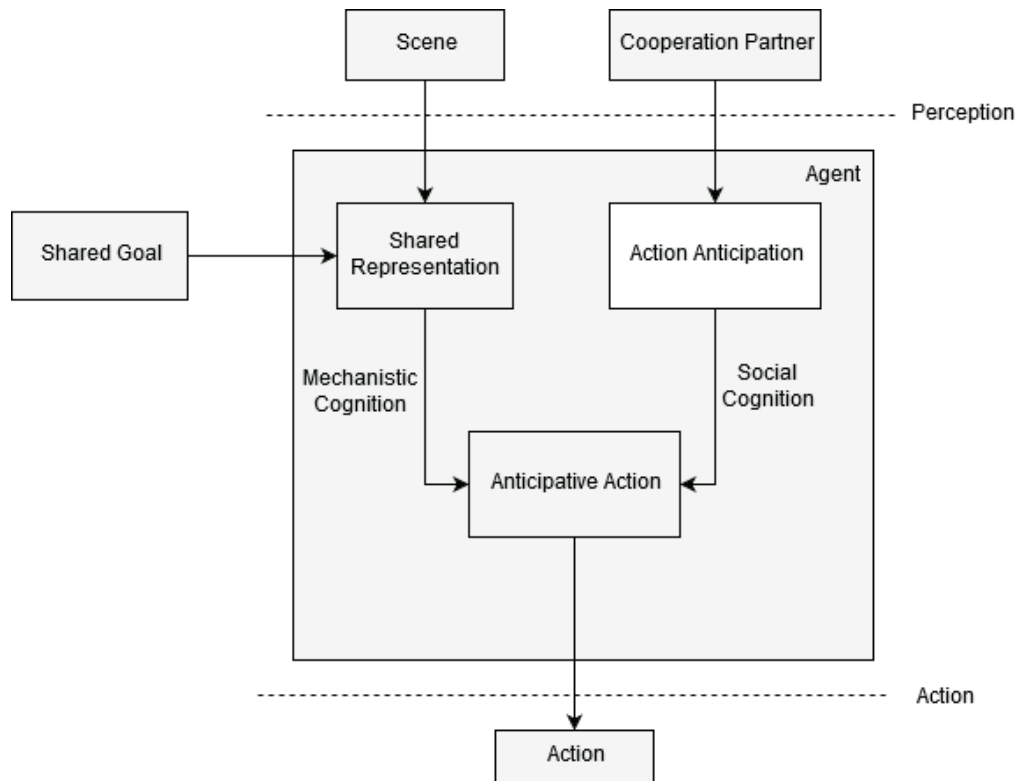 Scene
Cooperation Partner
Perception
Agent
Shared Goal
Shared
Representation
Action Anticipation
Mechanistic
Cognition
Social
Cognition
Anticipative Action
Action
Action